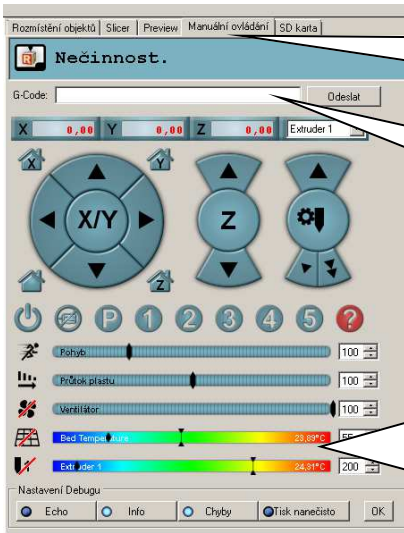 Rozmístění objektů Slicer Preview Manuální ovládání SD karta
Nečinnost.
G-Code: Odeslat
X 0,00 Y 0,00 Z 0,00 Extruder 1
X Y
X/Y Z
Z
P 1 2 3 4 5 ?
Pohyb 100
Průtok plastu 100
Ventilátor 100
Bed Temperature 23,89°C 55
Extruder 1 24,31°C 200
Nastavení Debugu
Echo Info Chyby Tisk nanečisto OK